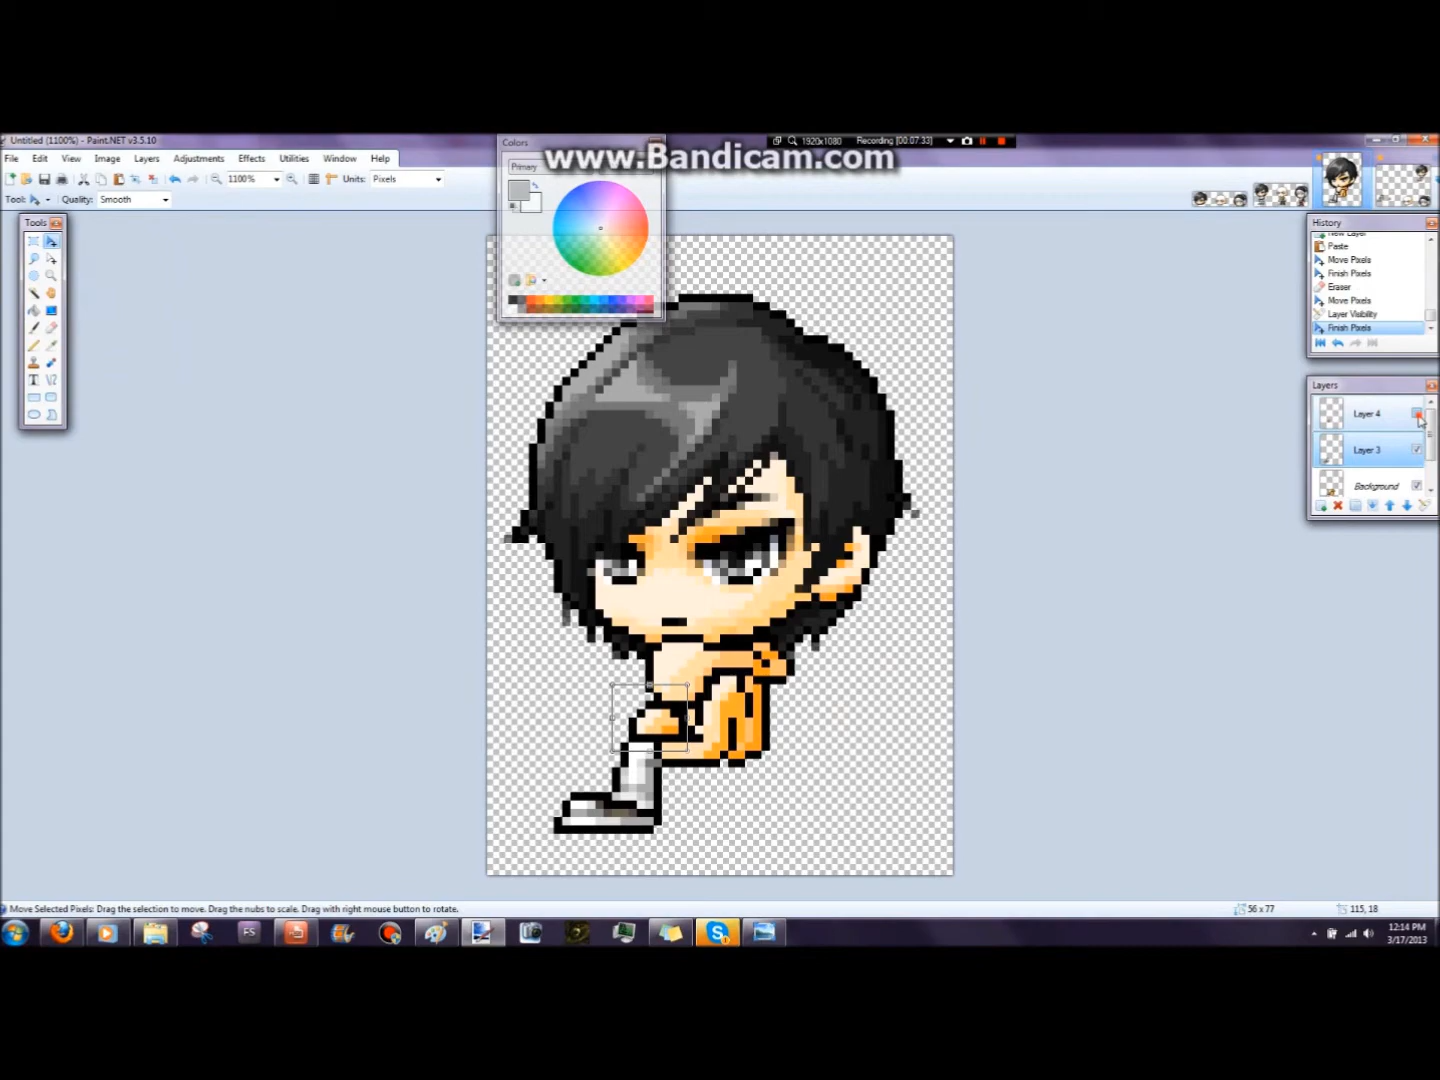 Untitled (1100%) - Paint.NET v3.5.10
Colors
1920x1080
Recording [00:07:33]
www.Bandicam.com
File Edit View Image Layers Adjustments Effects Utilities Window Help
Primary
1100%
Units: Pixels
Tool:
Quality: Smooth
Tools
History
New Layer
Paste
Move Pixels
Finish Pixels
Eraser
Move Pixels
Layer Visibility
Finish Pixels
Layers
Layer 4
Layer 3
Background
Move Selected Pixels: Drag the selection to move. Drag the nubs to scale. Drag with right mouse button to rotate.
56 x 77
115, 18
FS
12:14 PM
3/17/2013